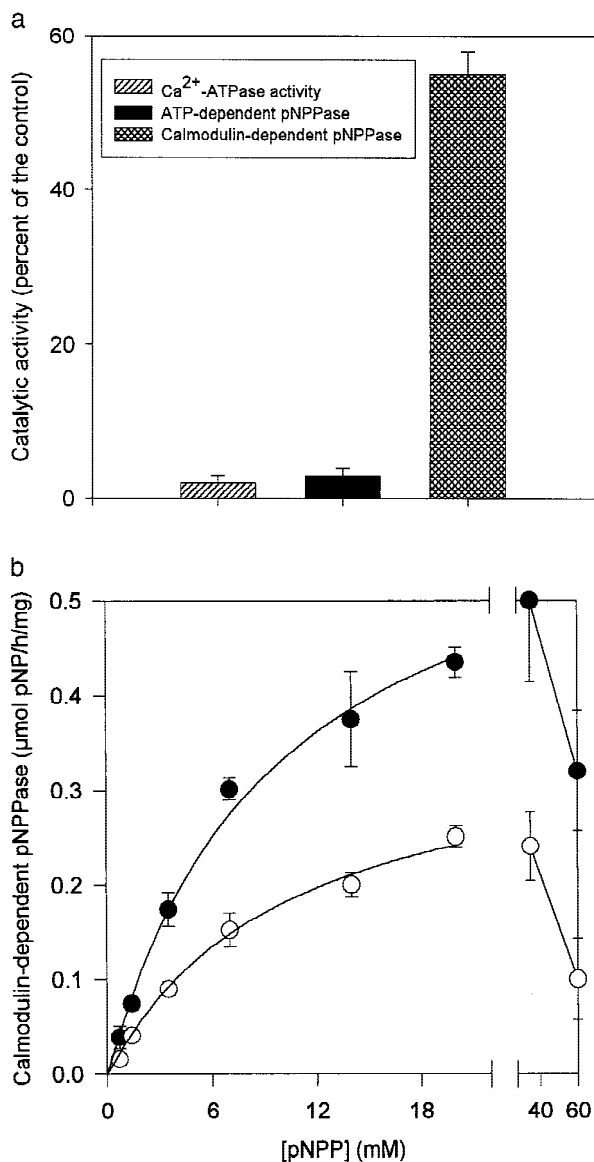 a
60
40
20
0
Catalytic activity (percent of the control)
Ca²⁺-ATPase activity
ATP-dependent pNPPase
Calmodulin-dependent pNPPase
b
0.5
0.4
0.3
0.2
0.1
0.0
Calmodulin-dependent pNPPase (µmol pNP/h/mg)
0 6 12 18 40 60
[pNPP] (mM)